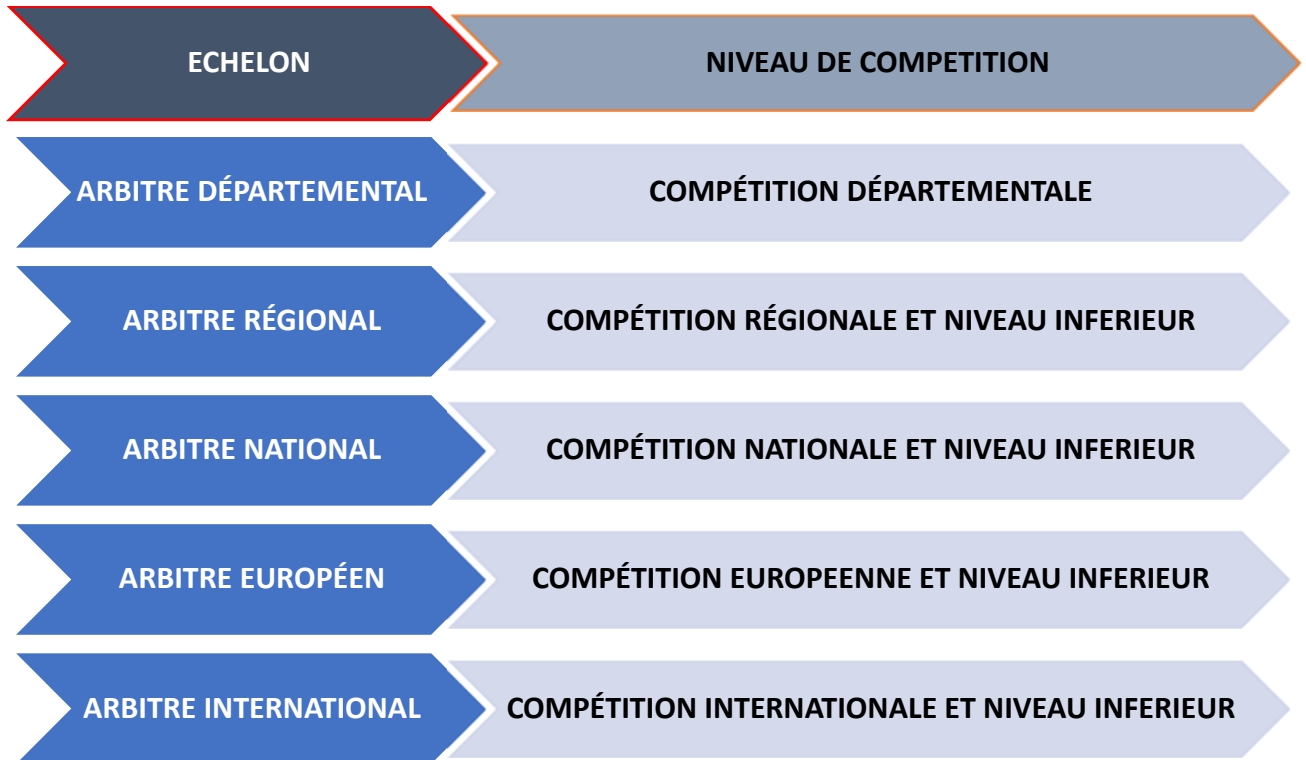 ECHELON
NIVEAU DE COMPETITION
ARBITRE DÉPARTEMENTAL
COMPÉTITION DÉPARTEMENTALE
ARBITRE RÉGIONAL
COMPÉTITION RÉGIONALE ET NIVEAU INFERIEUR
ARBITRE NATIONAL
COMPÉTITION NATIONALE ET NIVEAU INFERIEUR
ARBITRE EUROPÉEN
COMPÉTITION EUROPEENNE ET NIVEAU INFERIEUR
ARBITRE INTERNATIONAL
COMPÉTITION INTERNATIONALE ET NIVEAU INFERIEUR